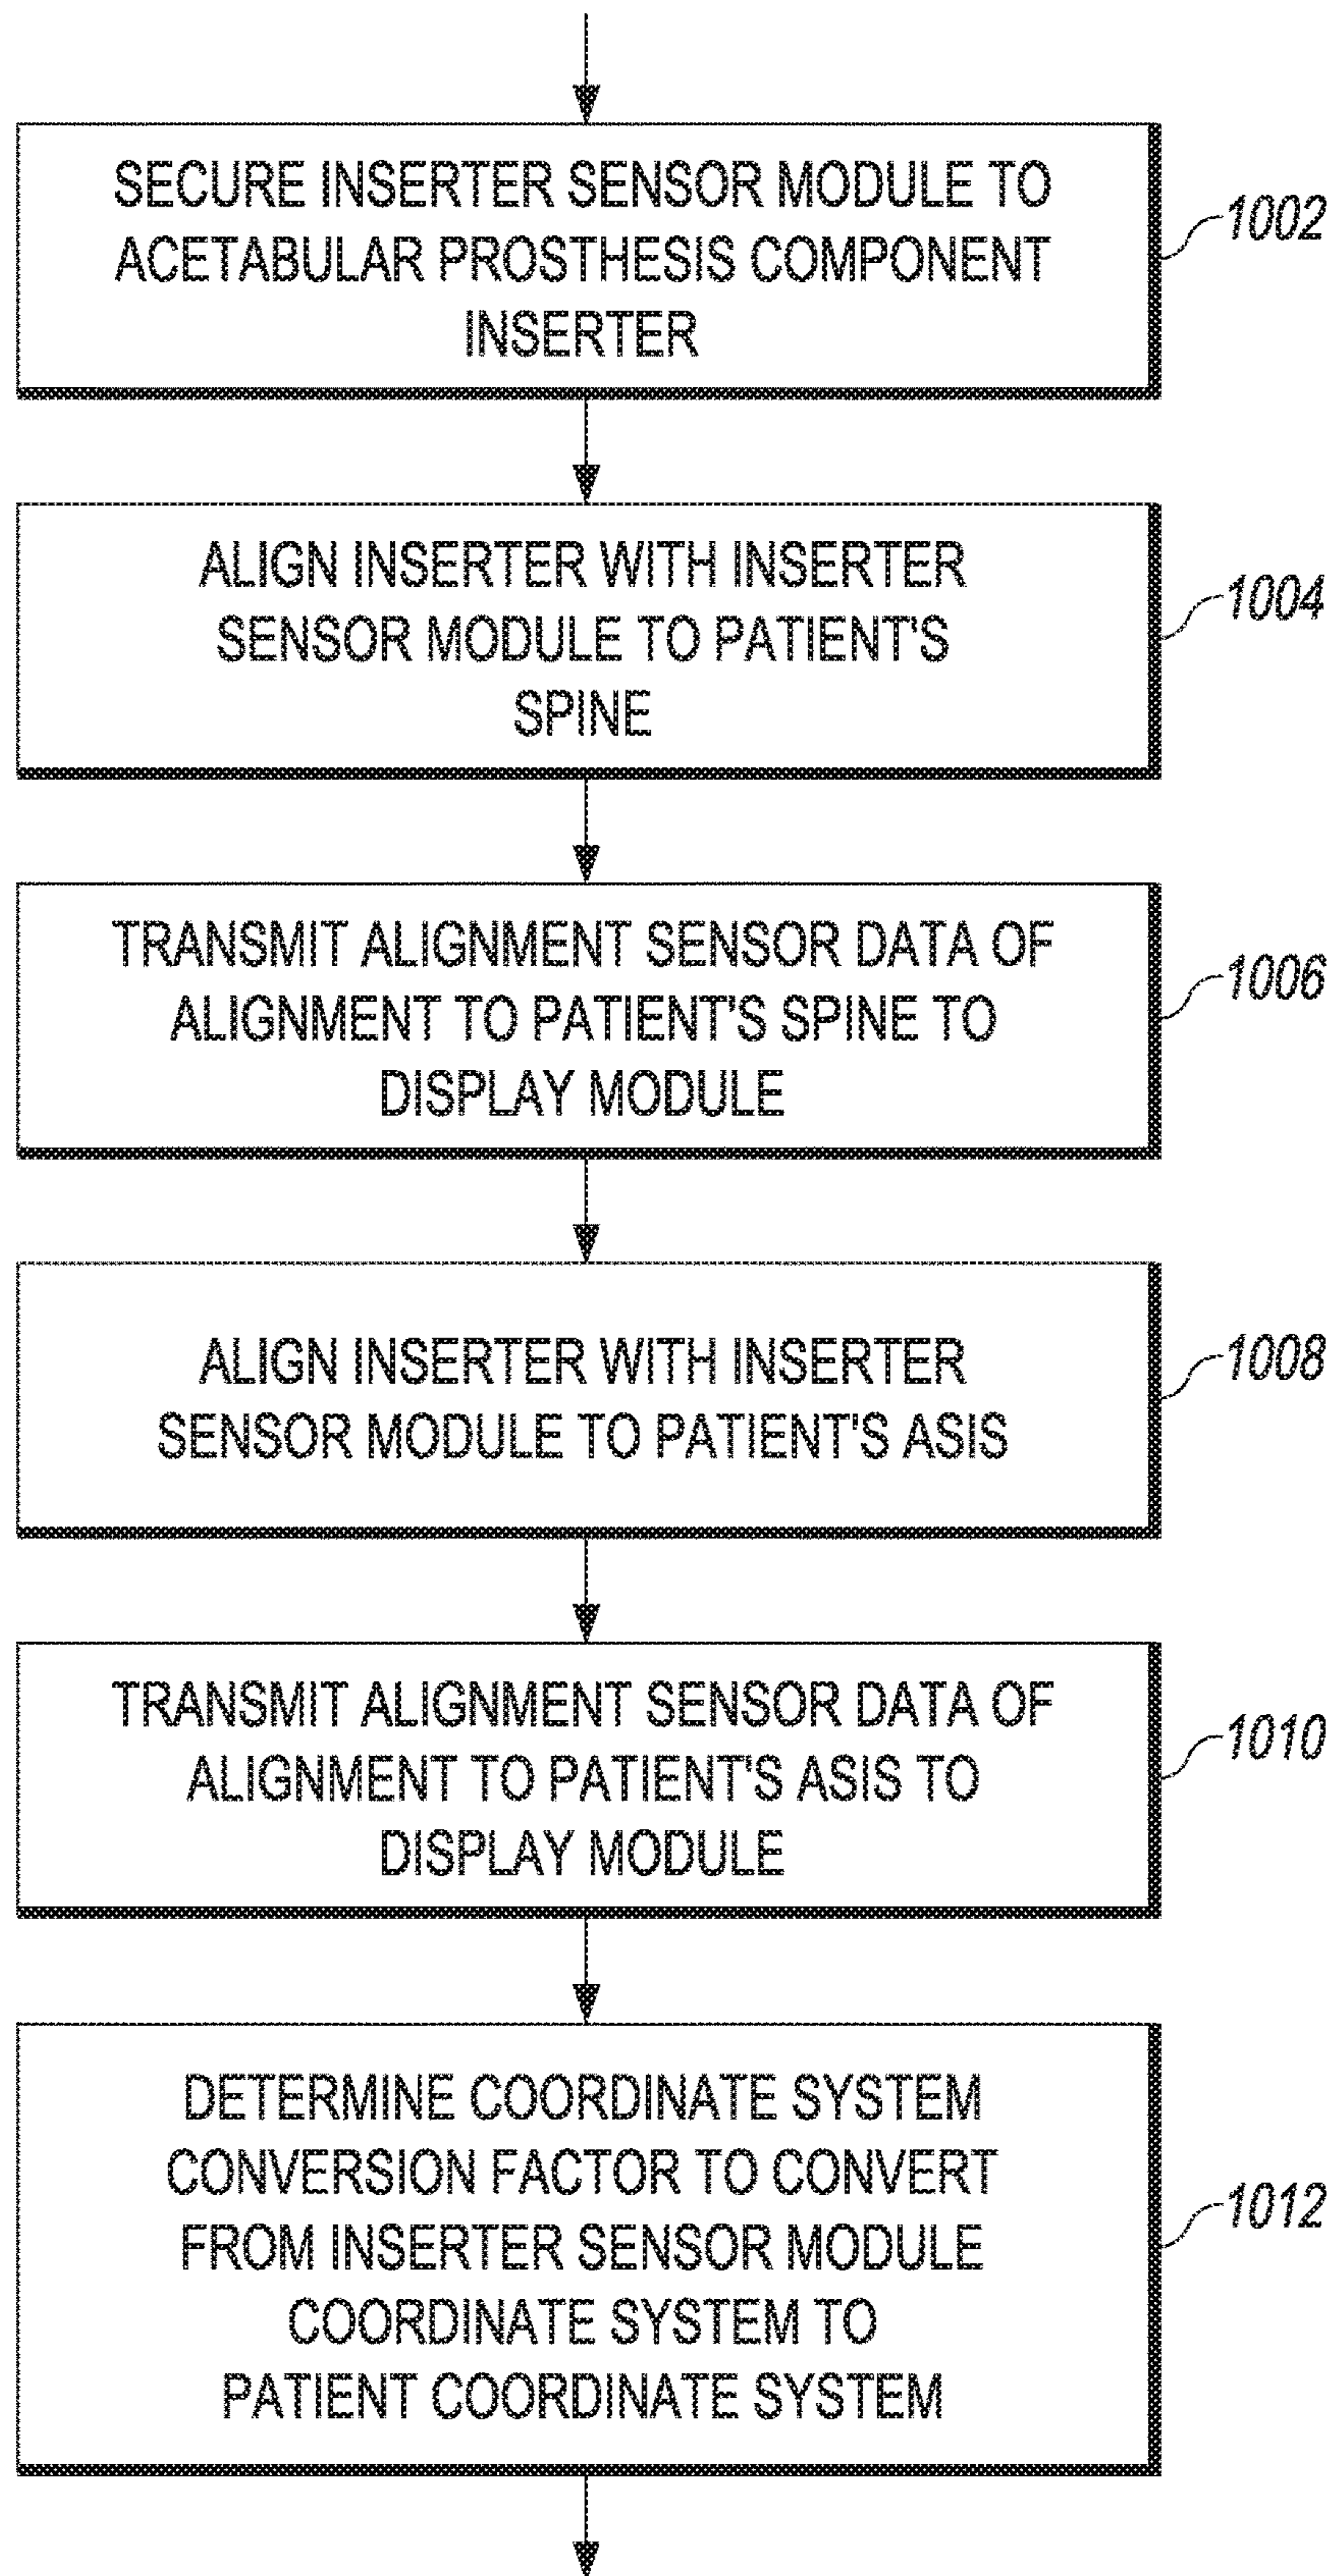 SECURE INSERTER SENSOR MODULE TO
ACETABULAR PROSTHESIS COMPONENT
INSERTER
1002
ALIGN INSERTER WITH INSERTER
SENSOR MODULE TO PATIENT'S
SPINE
1004
TRANSMIT ALIGNMENT SENSOR DATA OF
ALIGNMENT TO PATIENT'S SPINE TO
DISPLAY MODULE
1006
ALIGN INSERTER WITH INSERTER
SENSOR MODULE TO PATIENT'S ASIS
1008
TRANSMIT ALIGNMENT SENSOR DATA OF
ALIGNMENT TO PATIENT'S ASIS TO
DISPLAY MODULE
1010
DETERMINE COORDINATE SYSTEM
CONVERSION FACTOR TO CONVERT
FROM INSERTER SENSOR MODULE
COORDINATE SYSTEM TO
PATIENT COORDINATE SYSTEM
1012